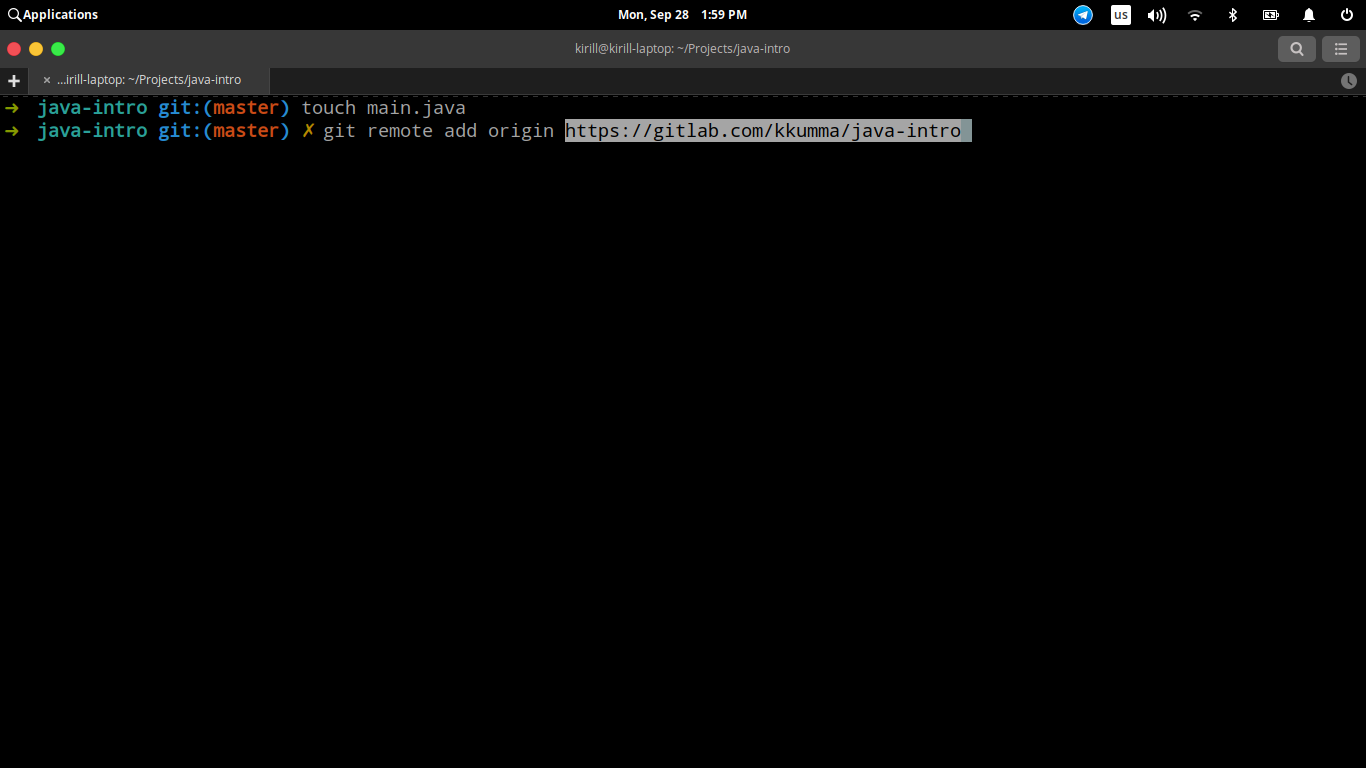 Applications
Mon, Sep 28 1:59 PM
us
kirill@kirill-laptop: ~/Projects/java-intro
+ × ...irill-laptop: ~/Projects/java-intro
➜ java-intro git:(master) touch main.java
➜ java-intro git:(master) ✗ git remote add origin https://gitlab.com/kkumma/java-intro